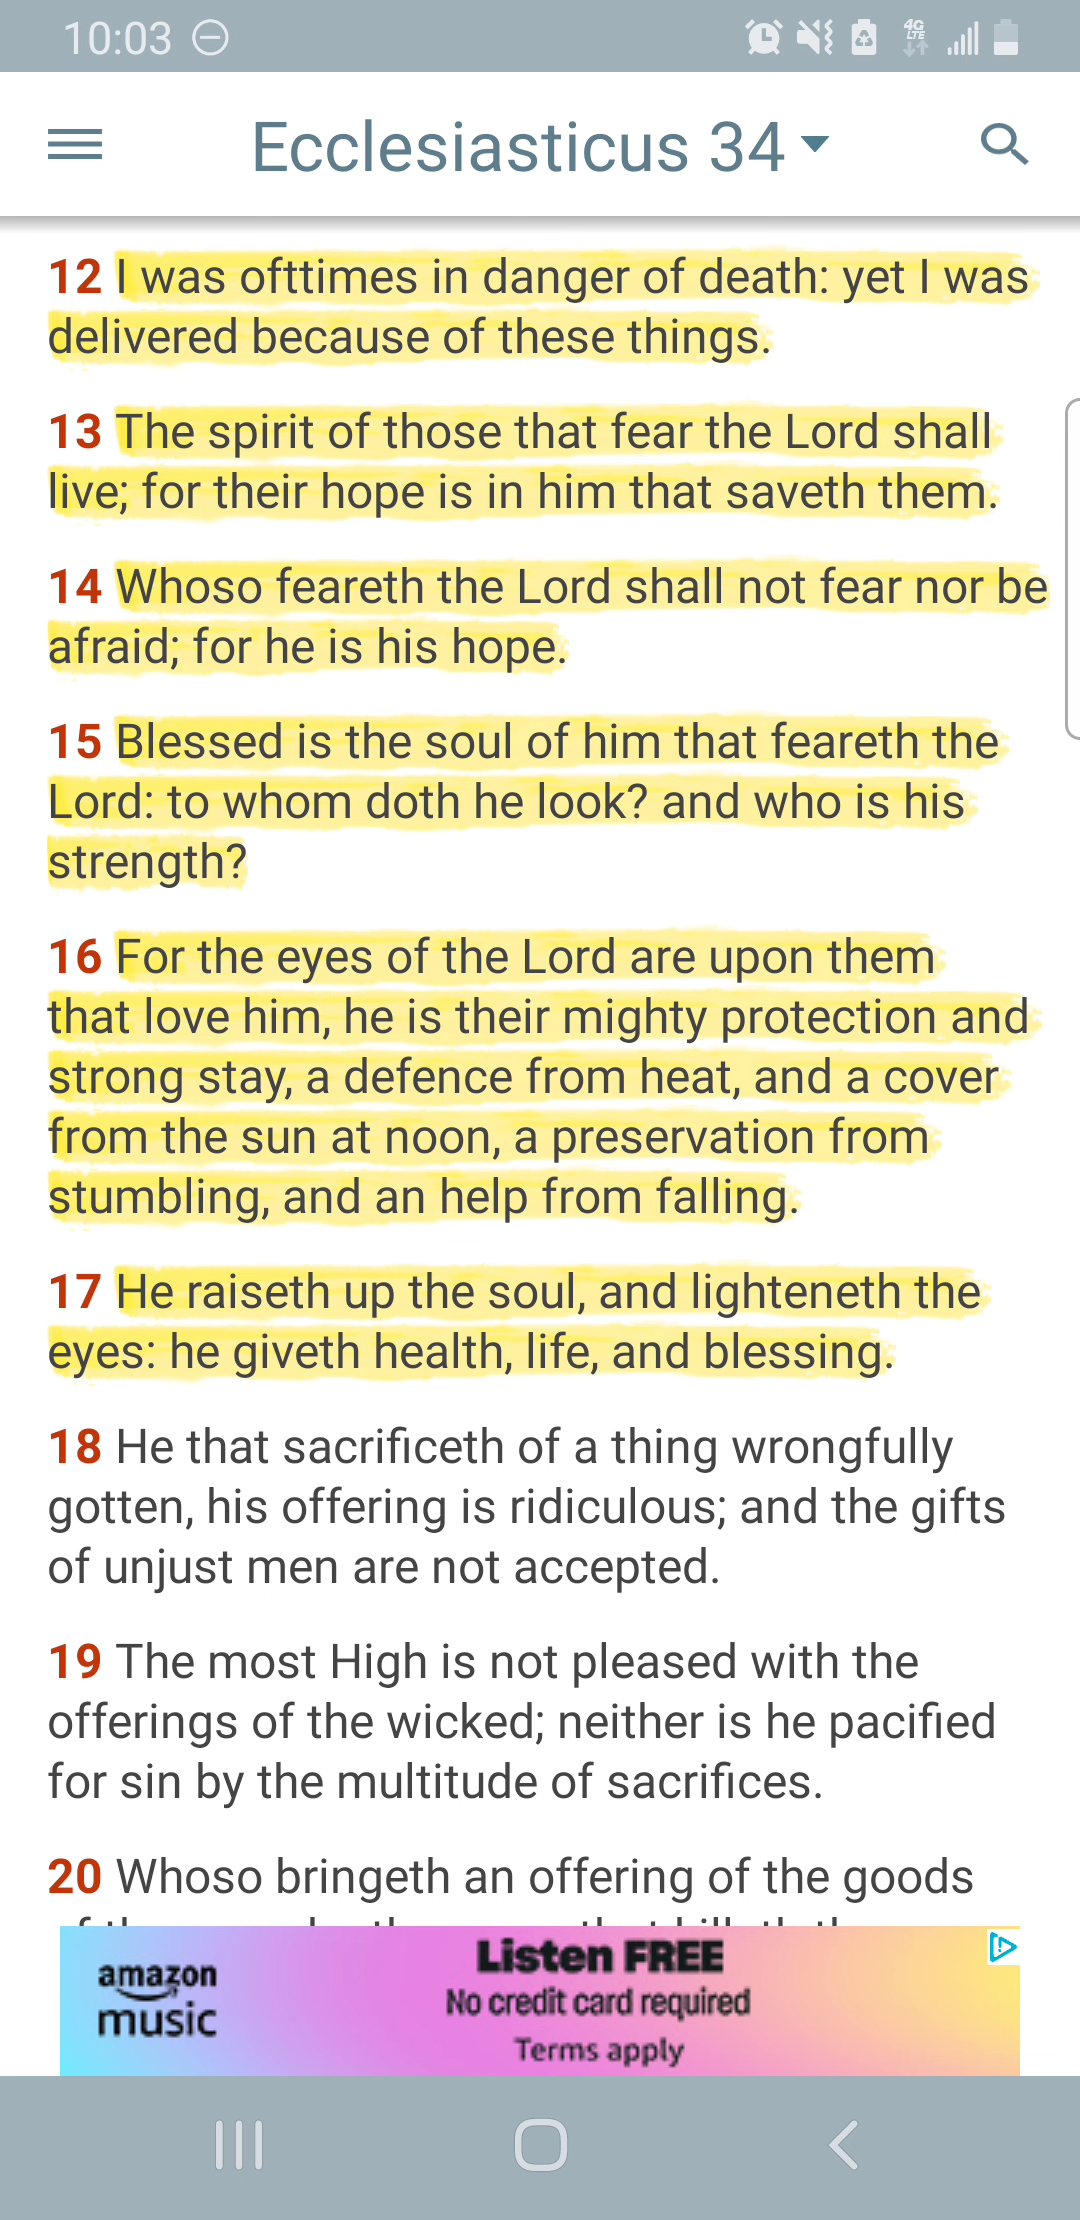 10:03
4G
LTE
Ecclesiasticus 34
12 I was ofttimes in danger of death: yet I was
delivered because of these things.
13 The spirit of those that fear the Lord shall
live; for their hope is in him that saveth them.
14 Whoso feareth the Lord shall not fear nor be
afraid; for he is his hope.
15 Blessed is the soul of him that feareth the
Lord: to whom doth he look? and who is his
strength?
16 For the eyes of the Lord are upon them
that love him, he is their mighty protection and
strong stay, a defence from heat, and a cover
from the sun at noon, a preservation from
stumbling, and an help from falling.
17 He raiseth up the soul, and lighteneth the
eyes: he giveth health, life, and blessing.
18 He that sacrificeth of a thing wrongfully
gotten, his offering is ridiculous; and the gifts
of unjust men are not accepted.
19 The most High is not pleased with the
offerings of the wicked; neither is he pacified
for sin by the multitude of sacrifices.
20 Whoso bringeth an offering of the goods
amazon
music
Listen FREE
No credit card required
Terms apply